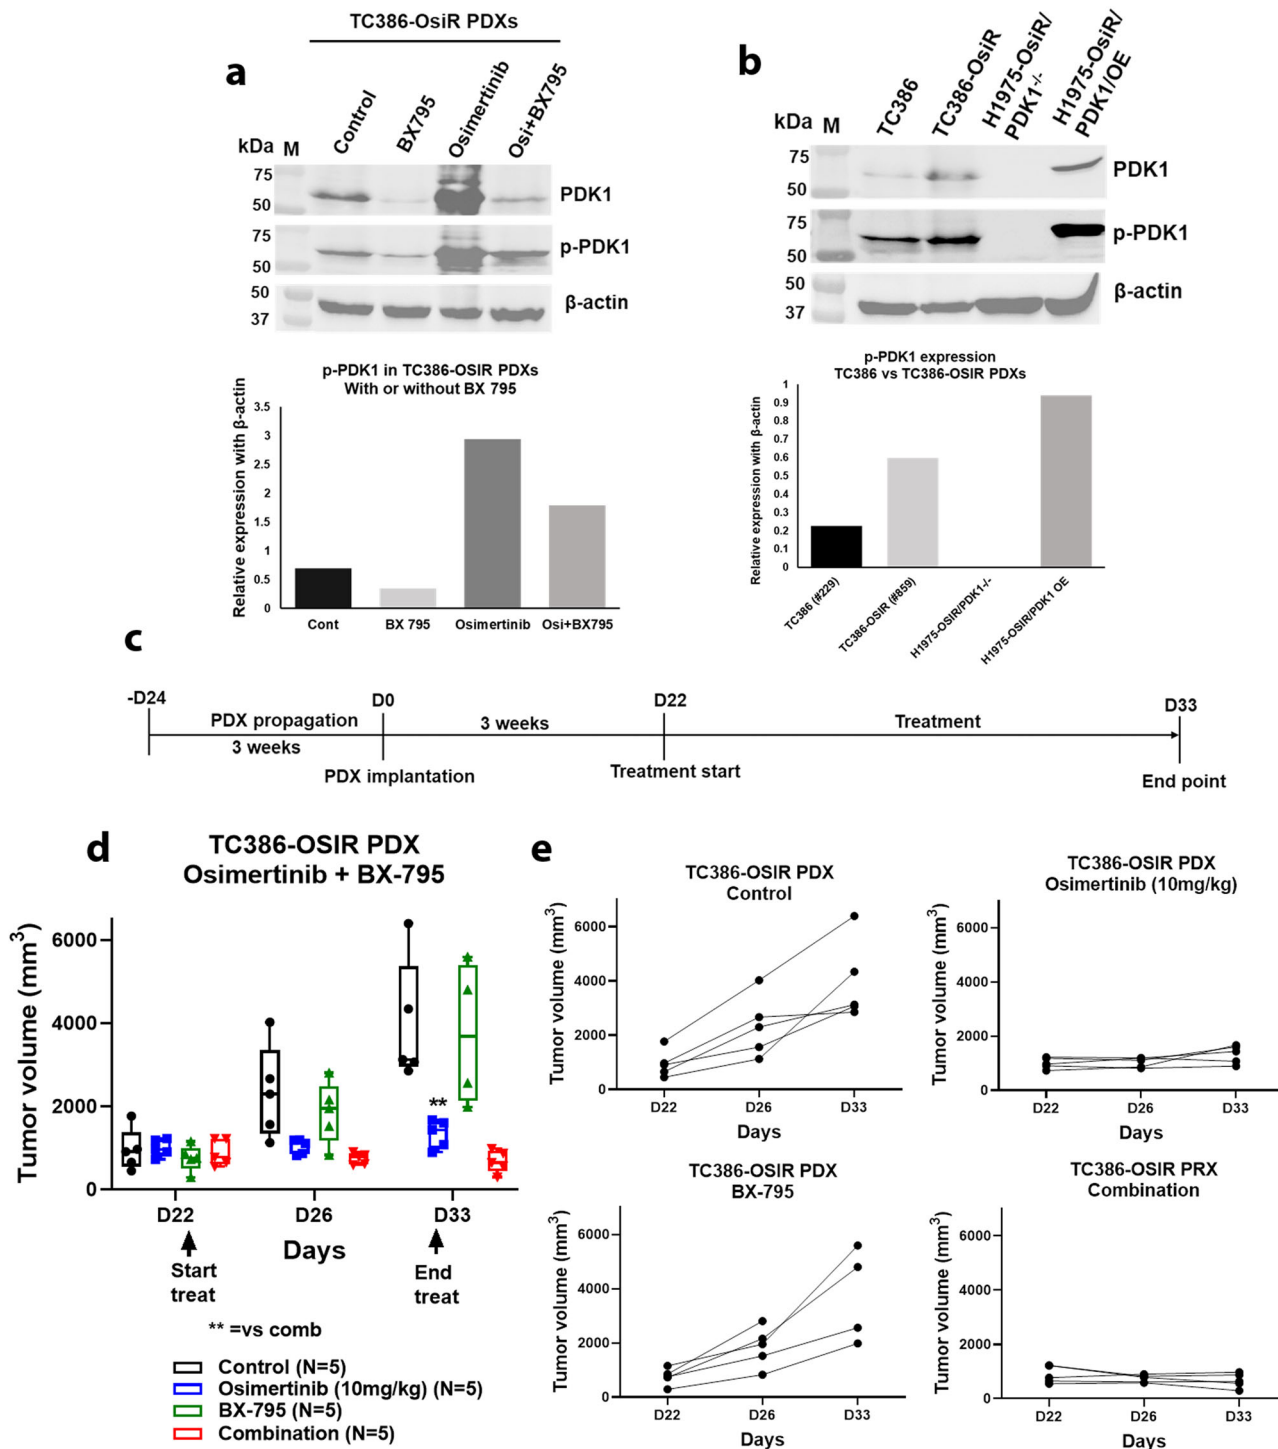 TC386-OsiR PDXs
a
Control
BX795
Osimertinib
Osi+BX795
kDa M
75
50
PDK1
75
50
p-PDK1
50
37
β-actin
p-PDK1 in TC386-OSIR PDXs
With or without BX 795
Relative expression with β-actin
3.5
3
2.5
2
1.5
1
0.5
0
Cont BX 795 Osimertinib Osi+BX795
b
TC386
TC386-OsiR
H1975-OsiR/
PDK1-/-
H1975-OsiR/
PDK1/OE
kDa M
75
50
PDK1
75
50
p-PDK1
50
37
β-actin
p-PDK1 expression
TC386 vs TC386-OSIR PDXs
Relative expression with β-actin
1
0.9
0.8
0.7
0.6
0.5
0.4
0.3
0.2
0.1
0
TC386 (#229)
TC386-OSIR (#859)
H1975-OSIR/PDK1-/-
H1975-OSIR/PDK1 OE
c
-D24 D0 D22 D33
PDX propagation 3 weeks Treatment
3 weeks
PDX implantation Treatment start End point
d
TC386-OSIR PDX
Osimertinib + BX-795
Tumor volume (mm3)
6000
4000
2000
0
**
D22 D26 D33
Days
Start
treat
End
treat
** =vs comb
Control (N=5)
Osimertinib (10mg/kg) (N=5)
BX-795 (N=5)
Combination (N=5)
e
TC386-OSIR PDX
Control
Tumor volume (mm3)
6000
4000
2000
0
D22 D26 D33
Days
TC386-OSIR PDX
Osimertinib (10mg/kg)
Tumor volume (mm3)
6000
4000
2000
0
D22 D26 D33
Days
TC386-OSIR PDX
BX-795
Tumor volume (mm3)
6000
4000
2000
0
D22 D26 D33
Days
TC386-OSIR PRX
Combination
Tumor volume (mm3)
6000
4000
2000
0
D22 D26 D33
Days